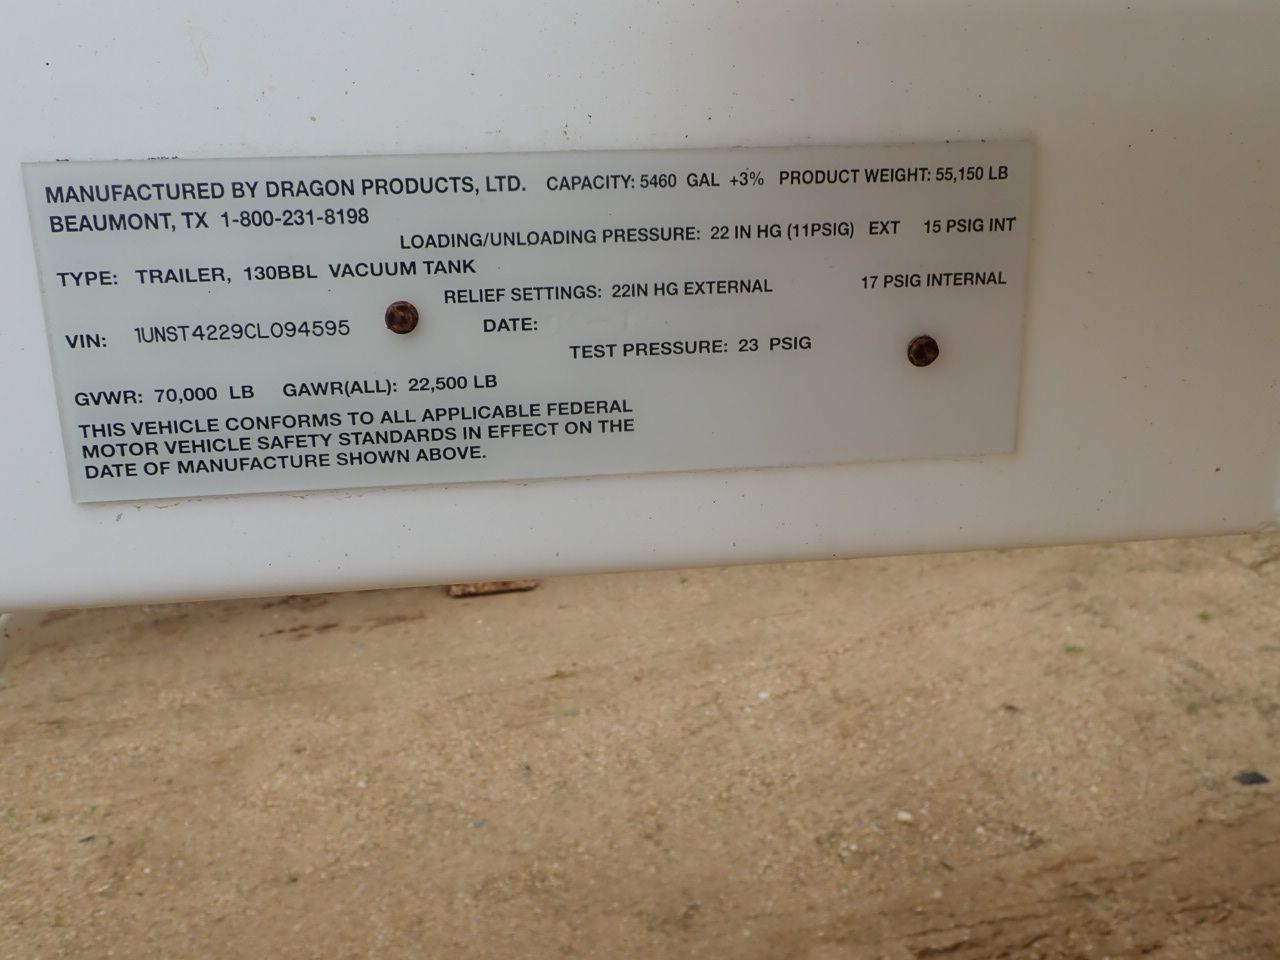 MANUFACTURED BY DRAGON PRODUCTS, LTD. CAPACITY: 5460 GAL +3% PRODUCT WEIGHT: 55,150 LB
BEAUMONT, TX 1-800-231-8198
LOADING/UNLOADING PRESSURE: 22 IN HG (11PSIG) EXT 15 PSIG INT
TYPE: TRAILER, 130BBL VACUUM TANK
RELIEF SETTINGS: 22IN HG EXTERNAL 17 PSIG INTERNAL
VIN: 1UNST4229CL094595
DATE:
TEST PRESSURE: 23 PSIG
GVWR: 70,000 LB GAWR(ALL): 22,500 LB
THIS VEHICLE CONFORMS TO ALL APPLICABLE FEDERAL
MOTOR VEHICLE SAFETY STANDARDS IN EFFECT ON THE
DATE OF MANUFACTURE SHOWN ABOVE.